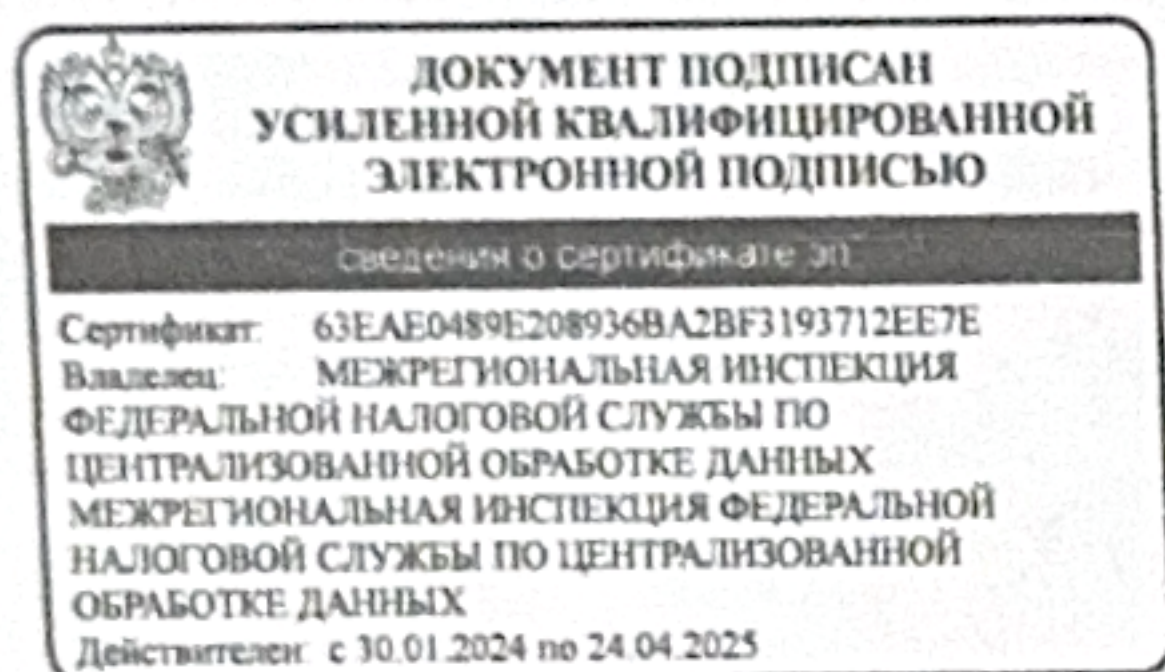 ДОКУМЕНТ ПОДПИСАН
УСИЛЕННОЙ КВАЛИФИЦИРОВАННОЙ
ЭЛЕКТРОННОЙ ПОДПИСЬЮ
сведения о сертификате эп
Сертификат: 63EAE0489E208936BA2BF3193712EE7E
Владелец: МЕЖРЕГИОНАЛЬНАЯ ИНСПЕКЦИЯ
ФЕДЕРАЛЬНОЙ НАЛОГОВОЙ СЛУЖБЫ ПО
ЦЕНТРАЛИЗОВАННОЙ ОБРАБОТКЕ ДАННЫХ
МЕЖРЕГИОНАЛЬНАЯ ИНСПЕКЦИЯ ФЕДЕРАЛЬНОЙ
НАЛОГОВОЙ СЛУЖБЫ ПО ЦЕНТРАЛИЗОВАННОЙ
ОБРАБОТКЕ ДАННЫХ
Действителен: с 30.01.2024 по 24.04.2025